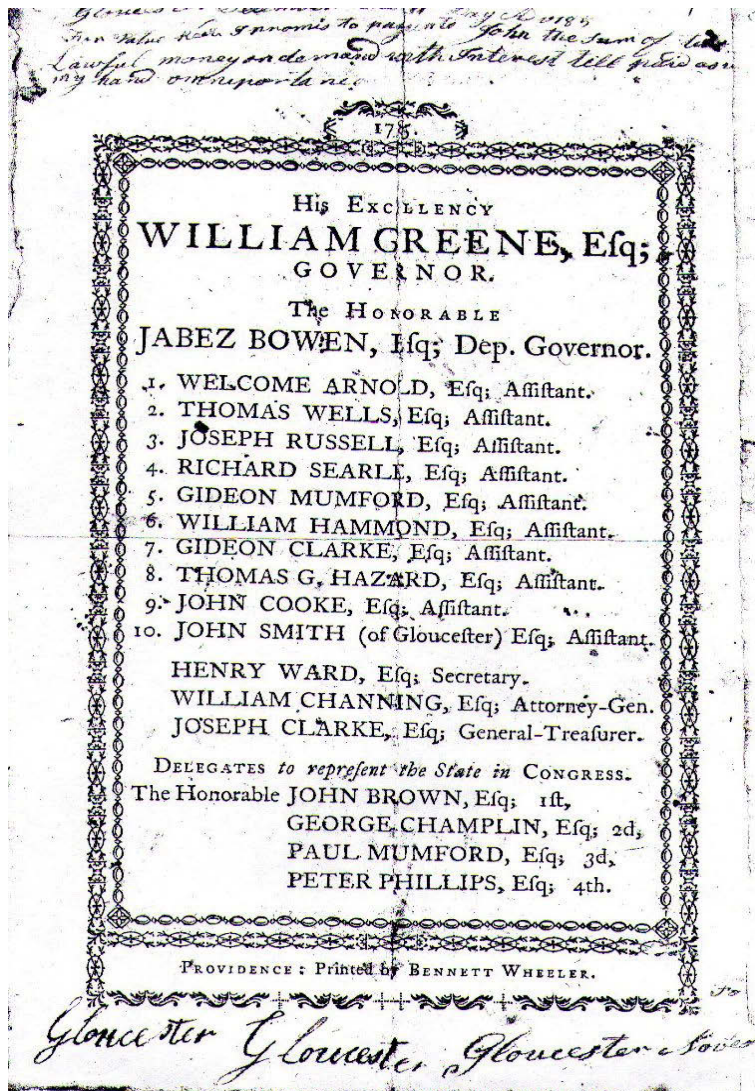 John the sum of
Lawful money on demand with Interest till paid as
my hand
178 .
His Excellency
WILLIAM GREENE, Eſq;
GOVERNOR.
The Honorable
JABEZ BOWEN, Eſq; Dep. Governor.
1. WELCOME ARNOLD, Eſq; Aſſiſtant.
2. THOMAS WELLS, Eſq; Aſſiſtant.
3. JOSEPH RUSSELL, Eſq; Aſſiſtant.
4. RICHARD SEARLE, Eſq; Aſſiſtant.
5. GIDEON MUMFORD, Eſq; Aſſiſtant.
6. WILLIAM HAMMOND, Eſq; Aſſiſtant.
7. GIDEON CLARKE, Eſq; Aſſiſtant.
8. THOMAS G. HAZARD, Eſq; Aſſiſtant.
9. JOHN COOKE, Eſq; Aſſiſtant.
10. JOHN SMITH (of Glouceſter) Eſq; Aſſiſtant.
HENRY WARD, Eſq; Secretary.
WILLIAM CHANNING, Eſq; Attorney-Gen.
JOSEPH CLARKE, Eſq; General-Treaſurer.
Delegates to repreſent the State in Congress.
The Honorable JOHN BROWN, Eſq; 1ſt,
GEORGE CHAMPLIN, Eſq; 2d,
PAUL MUMFORD, Eſq; 3d,
PETER PHILLIPS, Eſq; 4th.
Providence: Printed by Bennett Wheeler.
Gloucester Gloucester Gloucester